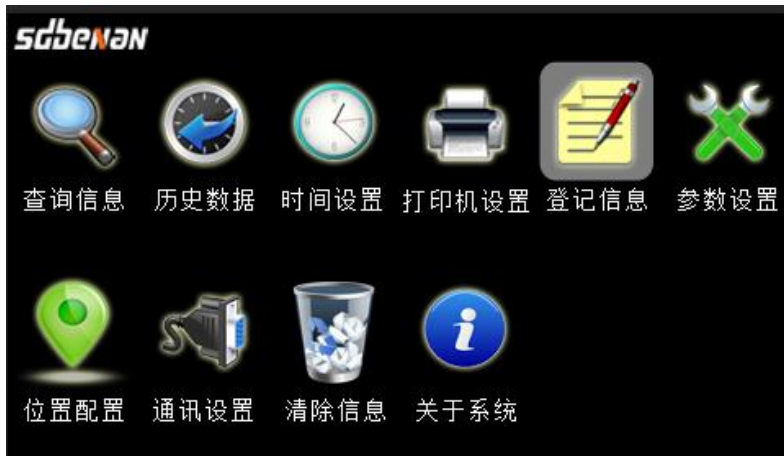 sdbenan
查询信息 历史数据 时间设置 打印机设置 登记信息 参数设置
位置配置 通讯设置 清除信息 关于系统